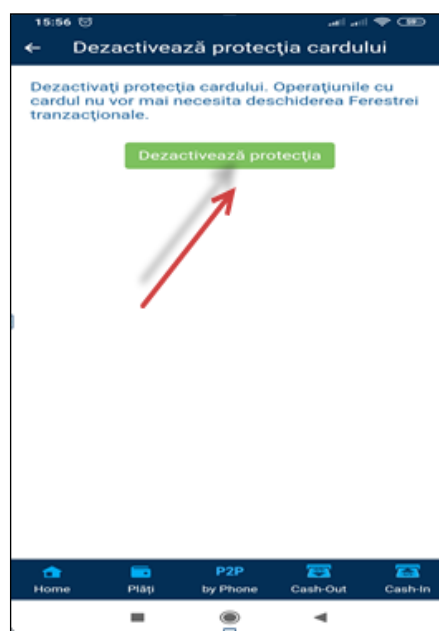 15:56
Dezactivează protecția cardului
Dezactivați protecția cardului. Operațiunile cu
cardul nu vor mai necesita deschiderea Ferestrei
tranzacționale.
Dezactivează protecția
Home
Plăți
P2P
by Phone
Cash-Out
Cash-In